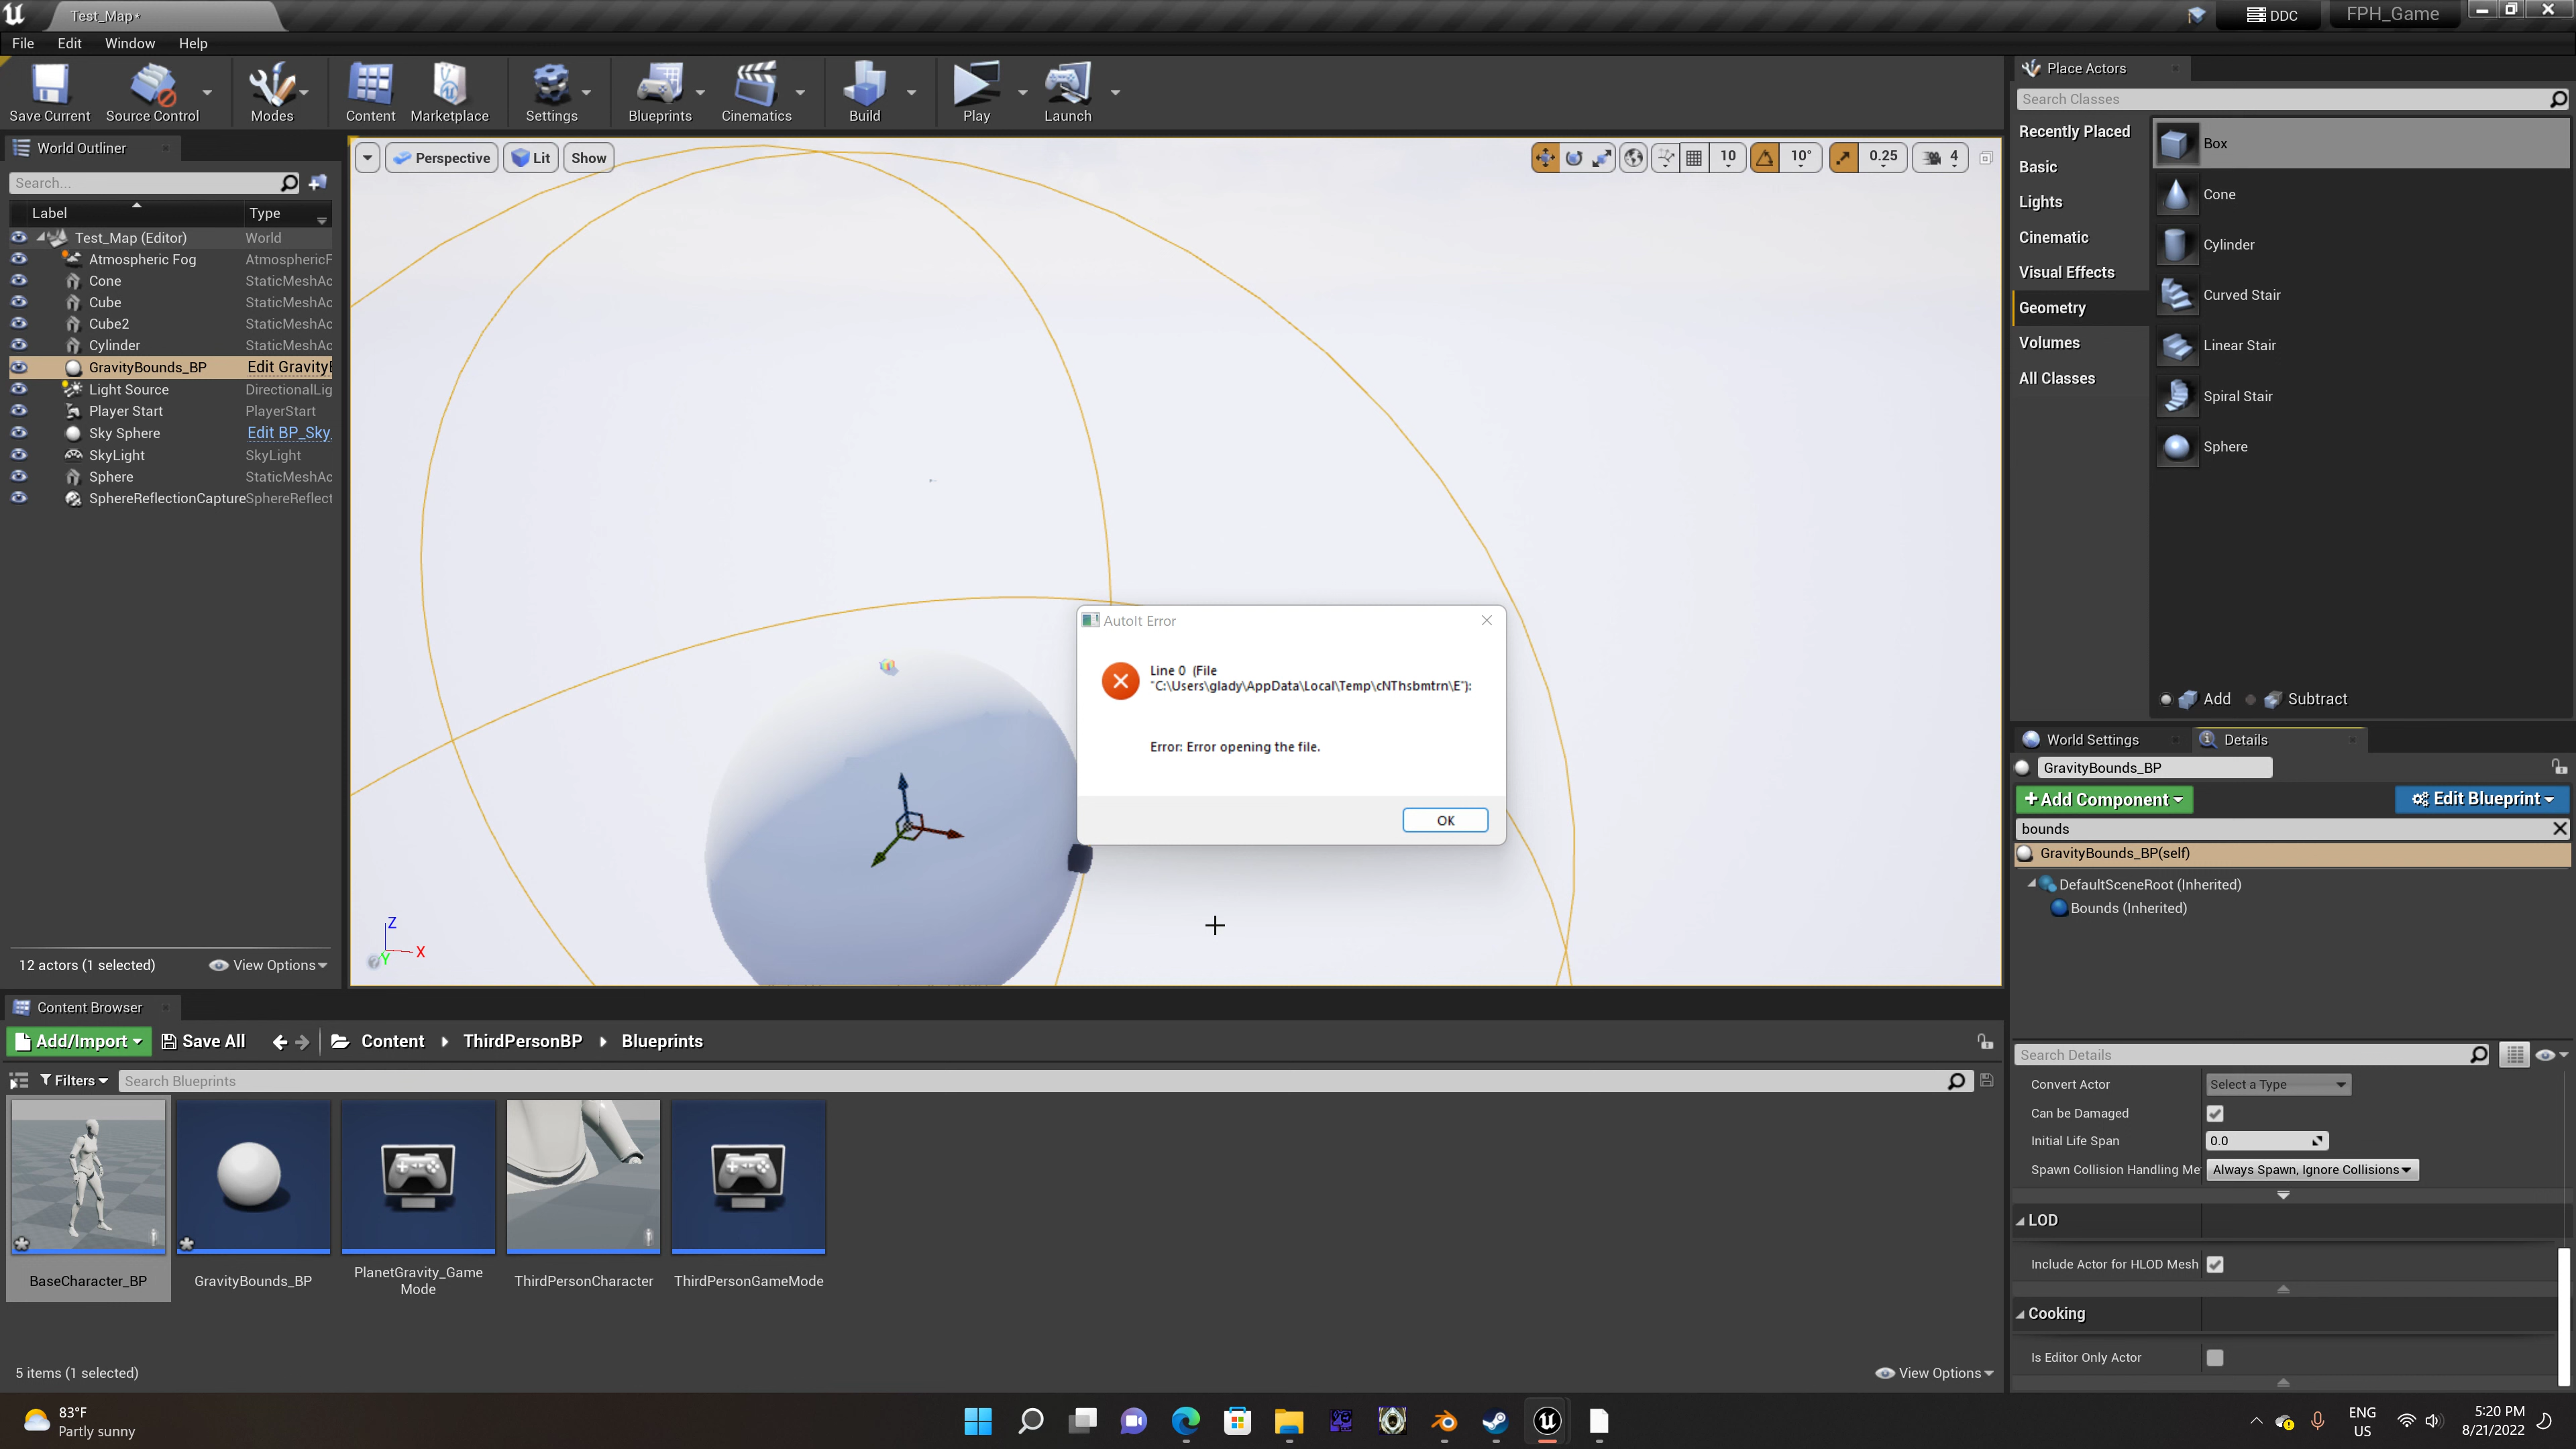 Test_Map*
DDC
FPH_Game
File Edit Window Help
Save Current
Source Control
Modes
Content
Marketplace
Settings
Blueprints
Cinematics
Build
Play
Launch
World Outliner
Search...
Label Type
Test_Map (Editor) World
Atmospheric Fog AtmosphericF
Cone StaticMeshAc
Cube StaticMeshAc
Cube2 StaticMeshAc
Cylinder StaticMeshAc
GravityBounds_BP Edit GravityB
Light Source DirectionalLig
Player Start PlayerStart
Sky Sphere Edit BP_Sky
SkyLight SkyLight
Sphere StaticMeshAc
SphereReflectionCapture SphereReflect
12 actors (1 selected)
View Options
Perspective
Lit
Show
10
10°
0.25
4
Z
X
Y
AutoIt Error
Line 0 (File
"C:\Users\glady\AppData\Local\Temp\cNThsbmtrn\E"):
Error: Error opening the file.
OK
Place Actors
Search Classes
Recently Placed
Basic
Lights
Cinematic
Visual Effects
Geometry
Volumes
All Classes
Box
Cone
Cylinder
Curved Stair
Linear Stair
Spiral Stair
Sphere
Add
Subtract
World Settings
Details
GravityBounds_BP
+Add Component
Edit Blueprint
bounds
GravityBounds_BP(self)
DefaultSceneRoot (Inherited)
Bounds (Inherited)
Search Details
Convert Actor Select a Type
Can be Damaged
Initial Life Span 0.0
Spawn Collision Handling Me Always Spawn, Ignore Collisions
LOD
Include Actor for HLOD Mesh
Cooking
Is Editor Only Actor
Content Browser
Add/Import
Save All
Content
ThirdPersonBP
Blueprints
Filters
Search Blueprints
BaseCharacter_BP
GravityBounds_BP
PlanetGravity_Game
Mode
ThirdPersonCharacter
ThirdPersonGameMode
5 items (1 selected)
View Options
83°F
Partly sunny
ENG
US
5:20 PM
8/21/2022